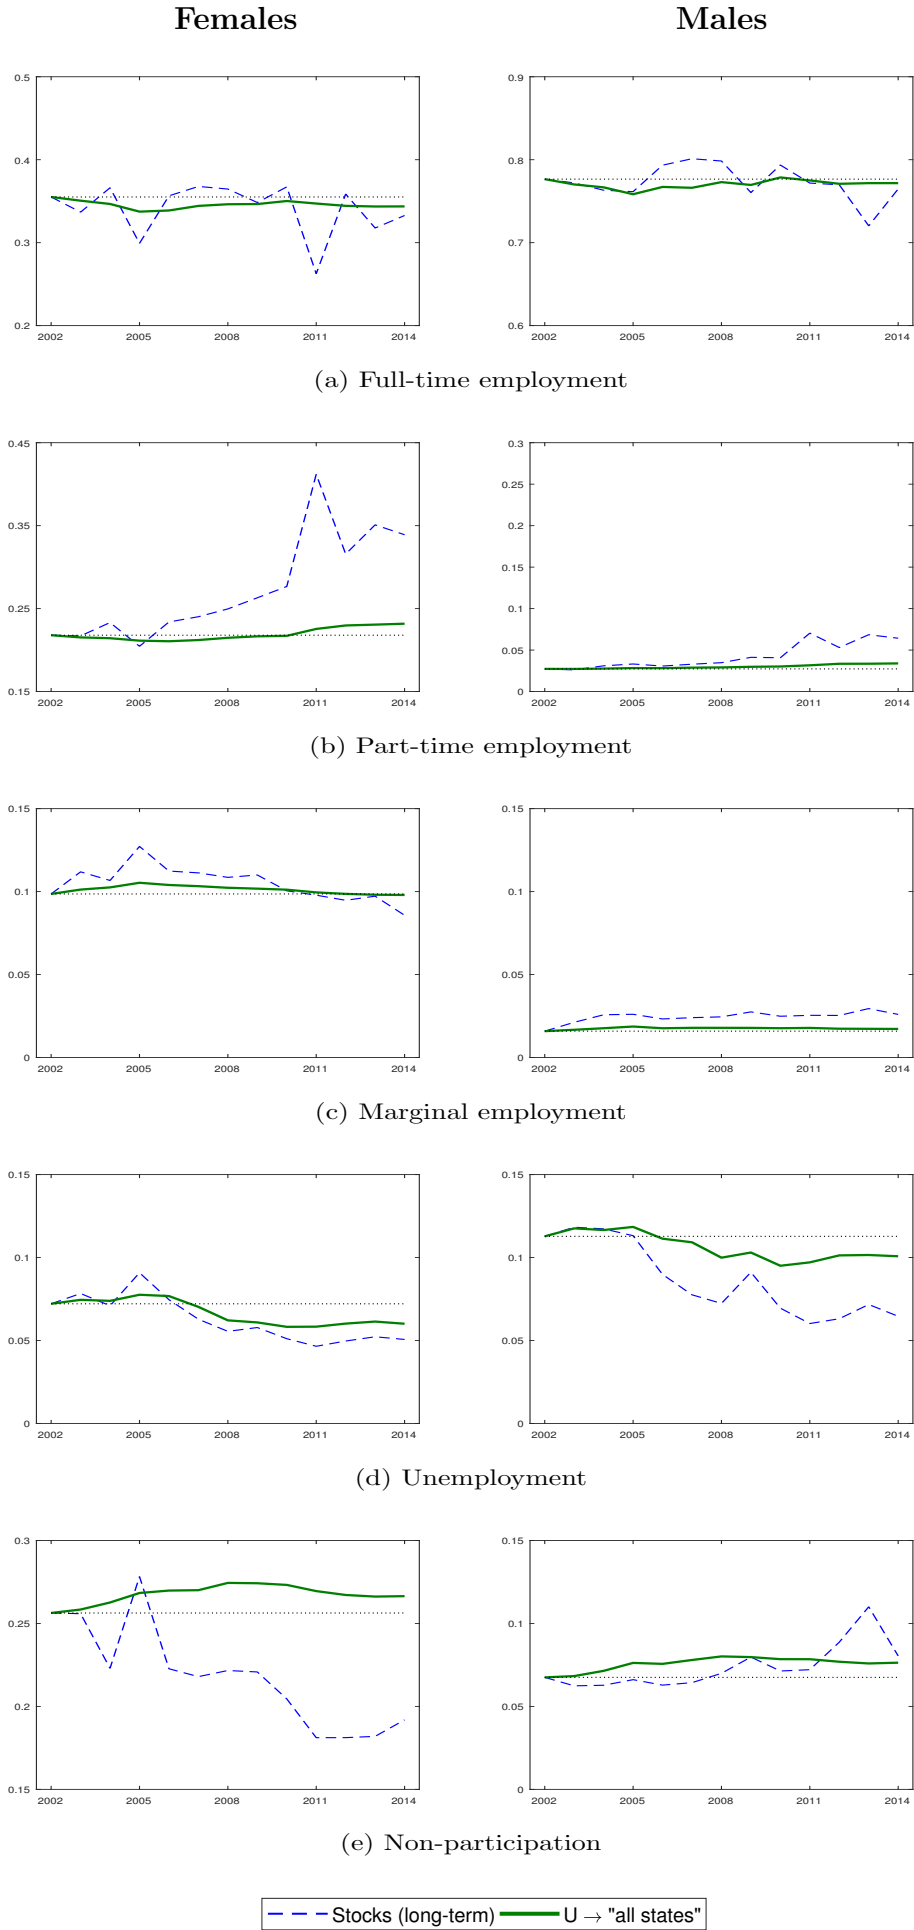 Females Males
0.5
0.4
0.3
0.2
2002 2005 2008 2011 2014
0.9
0.8
0.7
0.6
2002 2005 2008 2011 2014
(a) Full-time employment
0.45
0.35
0.25
0.15
2002 2005 2008 2011 2014
0.3
0.25
0.2
0.15
0.1
0.05
0
2002 2005 2008 2011 2014
(b) Part-time employment
0.15
0.1
0.05
0
2002 2005 2008 2011 2014
0.15
0.1
0.05
0
2002 2005 2008 2011 2014
(c) Marginal employment
0.15
0.1
0.05
0
2002 2005 2008 2011 2014
0.15
0.1
0.05
0
2002 2005 2008 2011 2014
(d) Unemployment
0.3
0.25
0.2
0.15
2002 2005 2008 2011 2014
0.15
0.1
0.05
0
2002 2005 2008 2011 2014
(e) Non-participation
Stocks (long-term) U → "all states"